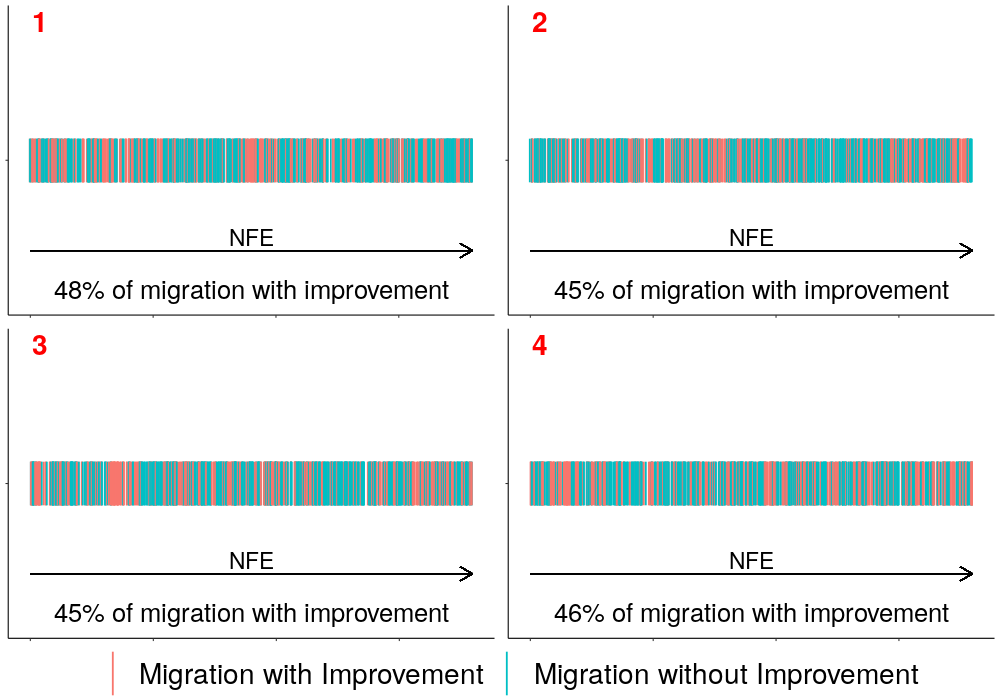 1
NFE
48% of migration with improvement
2
NFE
45% of migration with improvement
3
NFE
45% of migration with improvement
4
NFE
46% of migration with improvement
Migration with Improvement
Migration without Improvement